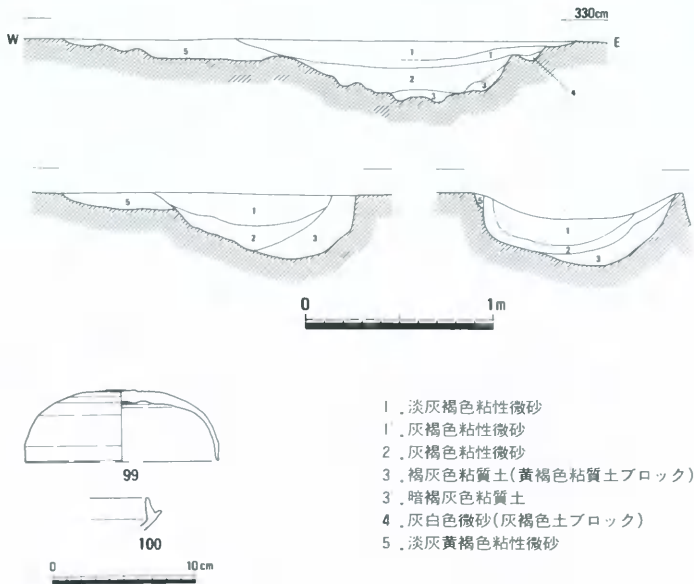 330cm
W E
5 1 1
2 3 3 4
5 1 2 3
5 1 2 3
0 1m
99
100
0 10cm
1 .淡灰褐色粘性微砂
1'.灰褐色粘性微砂
2 .灰褐色粘性微砂
3 .褐灰色粘質土(黄褐色粘質土ブロック)
3'.暗褐灰色粘質土
4 .灰白色微砂(灰褐色土ブロック)
5 .淡灰黄褐色粘性微砂